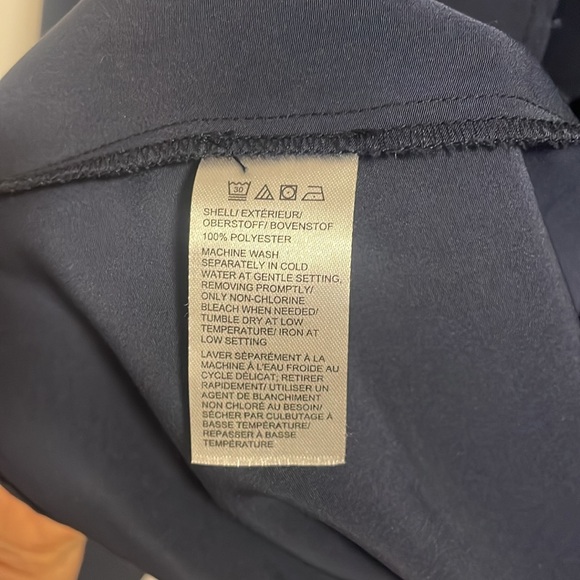 30
SHELL/ EXTÉRIEUR/
OBERSTOFF/ BOVENSTOF
100% POLYESTER
MACHINE WASH
SEPARATELY IN COLD
WATER AT GENTLE SETTING,
REMOVING PROMPTLY/
ONLY NON-CHLORINE
BLEACH WHEN NEEDED/
TUMBLE DRY AT LOW
TEMPERATURE/ IRON AT
LOW SETTING
LAVER SÉPARÉMENT À LA
MACHINE À L'EAU FROIDE AU
CYCLE DÉLICAT; RETIRER
RAPIDEMENT/ UTILISER UN
AGENT DE BLANCHIMENT
NON CHLORÉ AU BESOIN/
SÉCHER PAR CULBUTAGE À
BASSE TEMPÉRATURE/
REPASSER À BASSE
TEMPÉRATURE